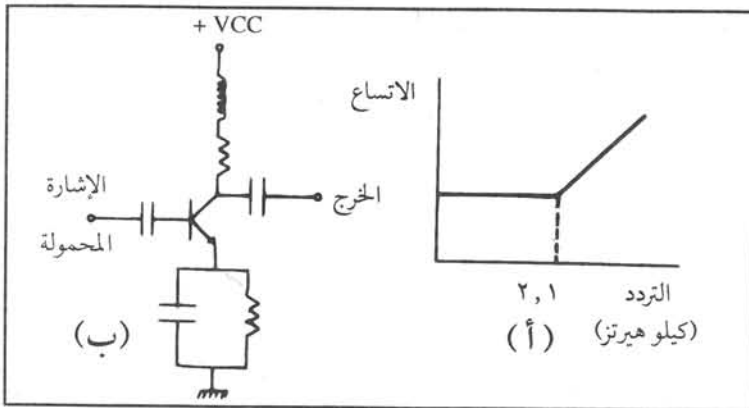 + VCC
الاتساع
الإشارة
المحمولة
الخرج
٢,١
التردد
(كيلو هيرتز)
(أ)
(ب)